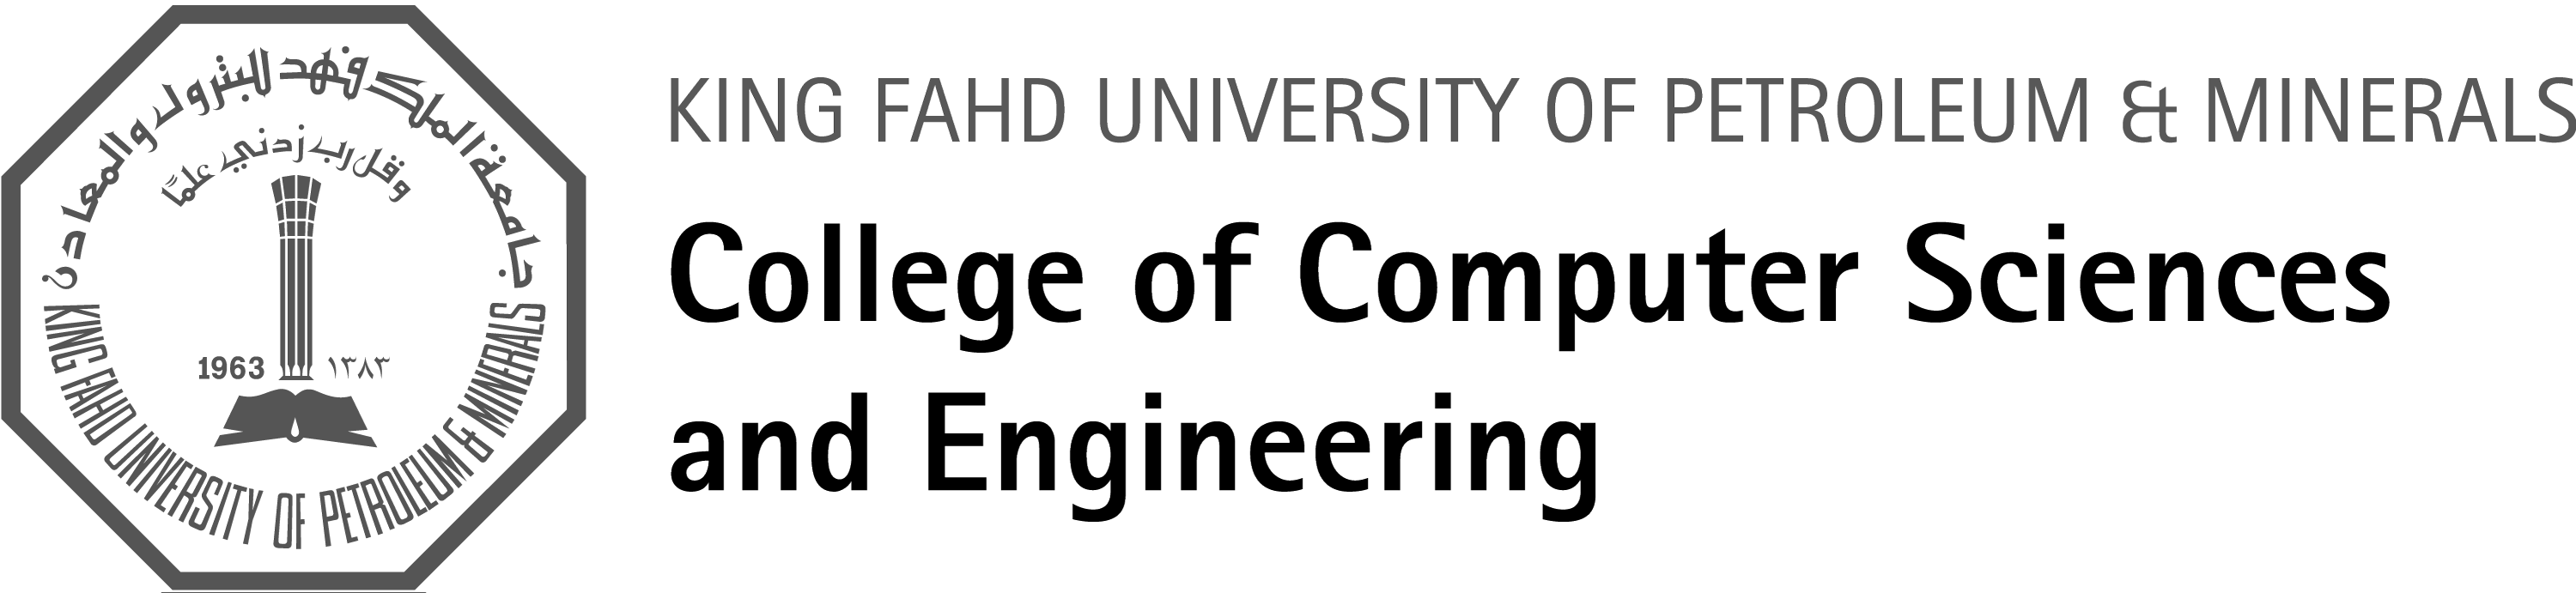 جامعة الملك فهد للبترول والمعادن
وقل رب زدني علمًا
1963 ١٣٨٣
KING FAHD UNIVERSITY OF PETROLEUM & MINERALS
KING FAHD UNIVERSITY OF PETROLEUM & MINERALS
College of Computer Sciences
and Engineering